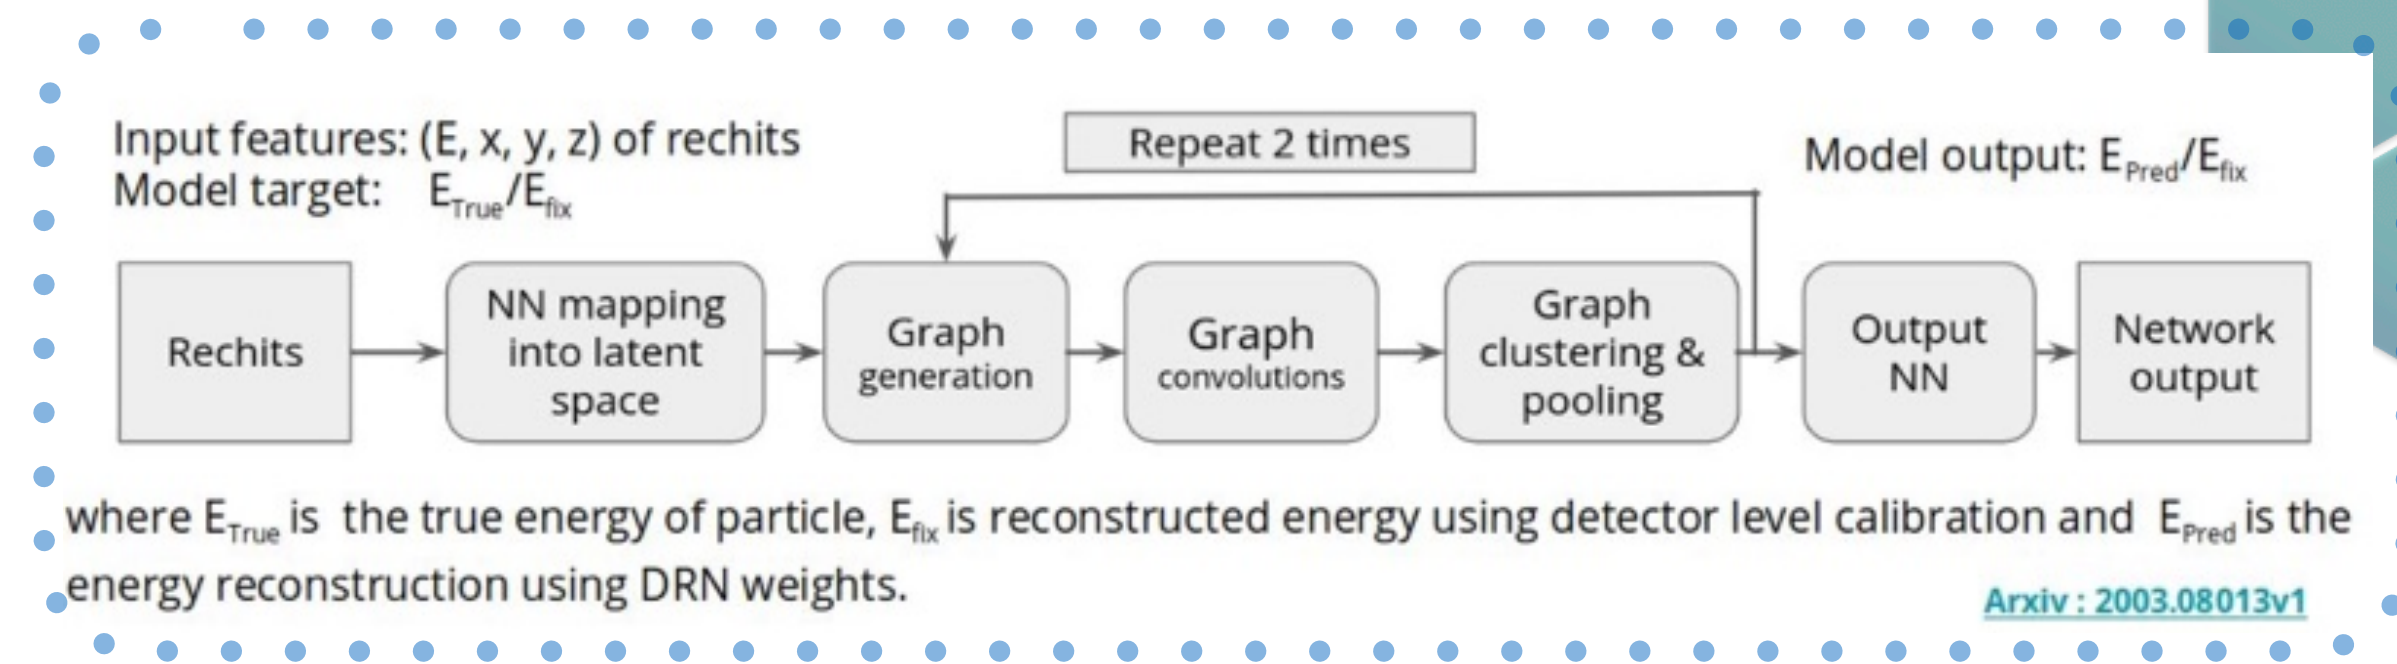 Input features: (E, x, y, z) of rechits
Model target: E_True/E_fix
Repeat 2 times
Model output: E_Pred/E_fix
Rechits
NN mapping
into latent
space
Graph
generation
Graph
convolutions
Graph
clustering &
pooling
Output
NN
Network
output
where E_True is the true energy of particle, E_fix is reconstructed energy using detector level calibration and E_Pred is the
energy reconstruction using DRN weights.
Arxiv : 2003.08013v1